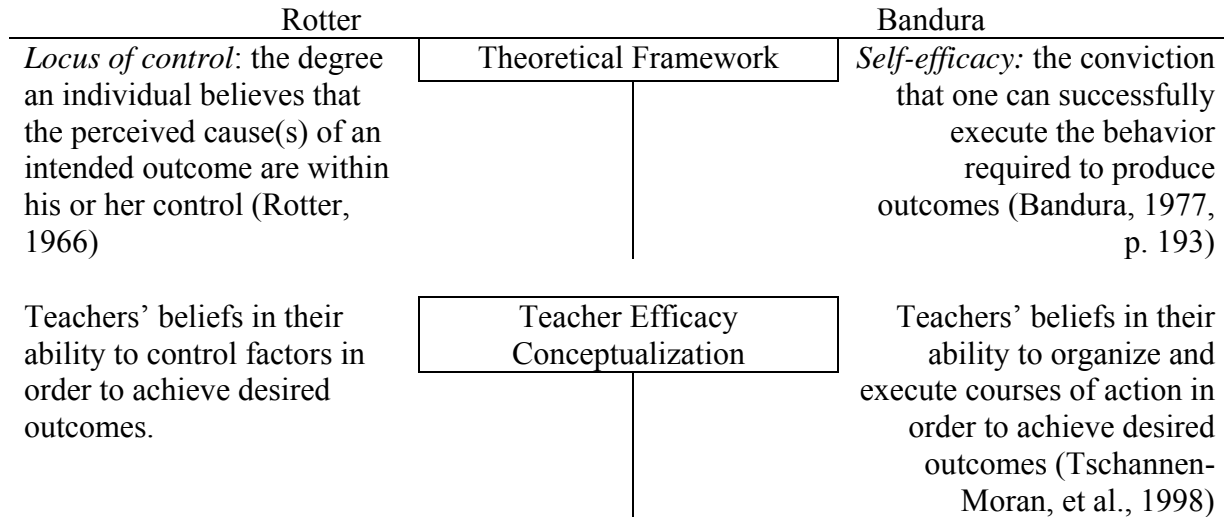 Rotter
Bandura
Locus of control: the degree
an individual believes that
the perceived cause(s) of an
intended outcome are within
his or her control (Rotter,
1966)
Theoretical Framework
Self-efficacy: the conviction
that one can successfully
execute the behavior
required to produce
outcomes (Bandura, 1977,
p. 193)
Teachers’ beliefs in their
ability to control factors in
order to achieve desired
outcomes.
Teacher Efficacy
Conceptualization
Teachers’ beliefs in their
ability to organize and
execute courses of action in
order to achieve desired
outcomes (Tschannen-
Moran, et al., 1998)